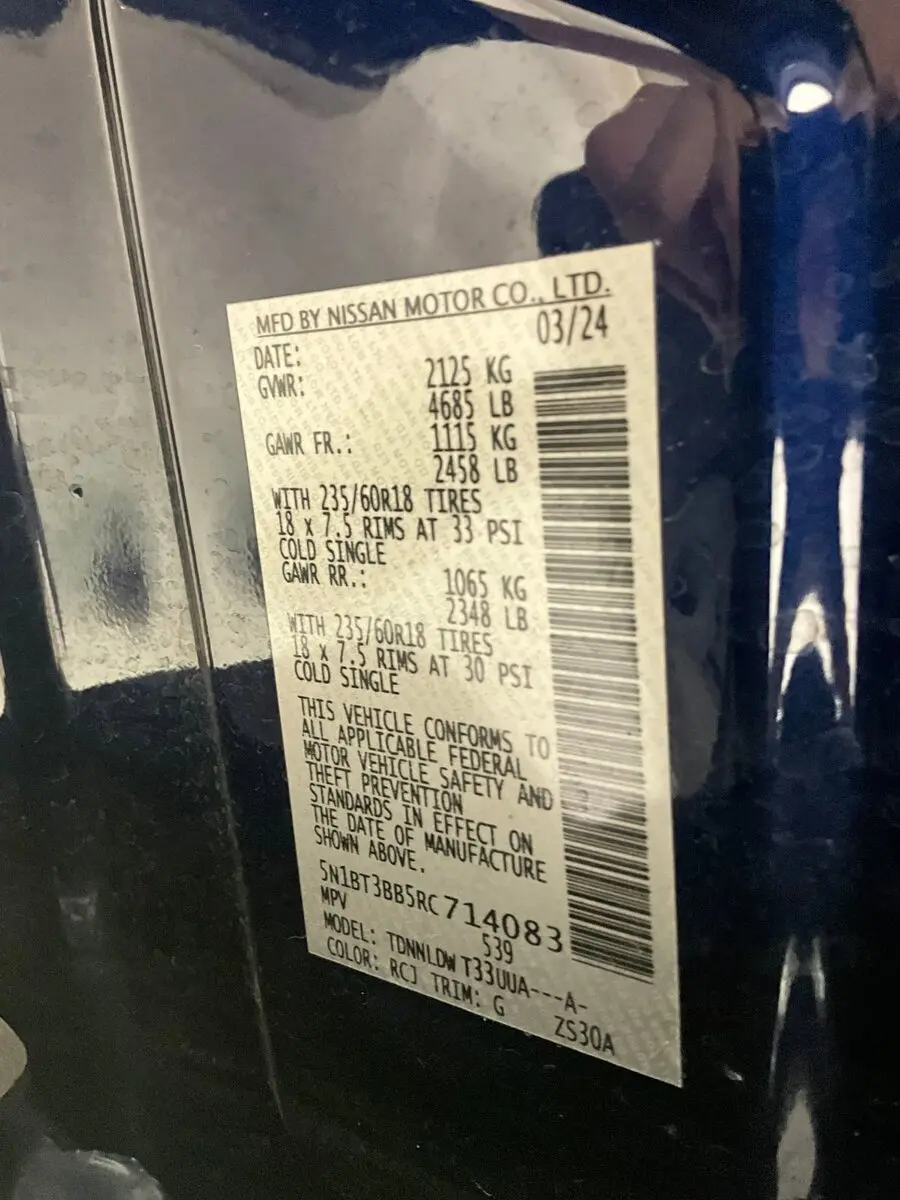 MFD BY NISSAN MOTOR CO., LTD.
DATE: 03/24
GVWR: 2125 KG
4685 LB
GAWR FR.: 1115 KG
2458 LB
WITH 235/60R18 TIRES
18 x 7.5 RIMS AT 33 PSI
COLD SINGLE
GAWR RR.: 1065 KG
2348 LB
WITH 235/60R18 TIRES
18 x 7.5 RIMS AT 30 PSI
COLD SINGLE
THIS VEHICLE CONFORMS TO
ALL APPLICABLE FEDERAL
MOTOR VEHICLE SAFETY AND
THEFT PREVENTION
STANDARDS IN EFFECT ON
THE DATE OF MANUFACTURE
SHOWN ABOVE.
5N1BT3BB5RC714083
MPV 539
MODEL: TDNNLDW T33UUA---A-
COLOR: RCJ TRIM: G ZS30A